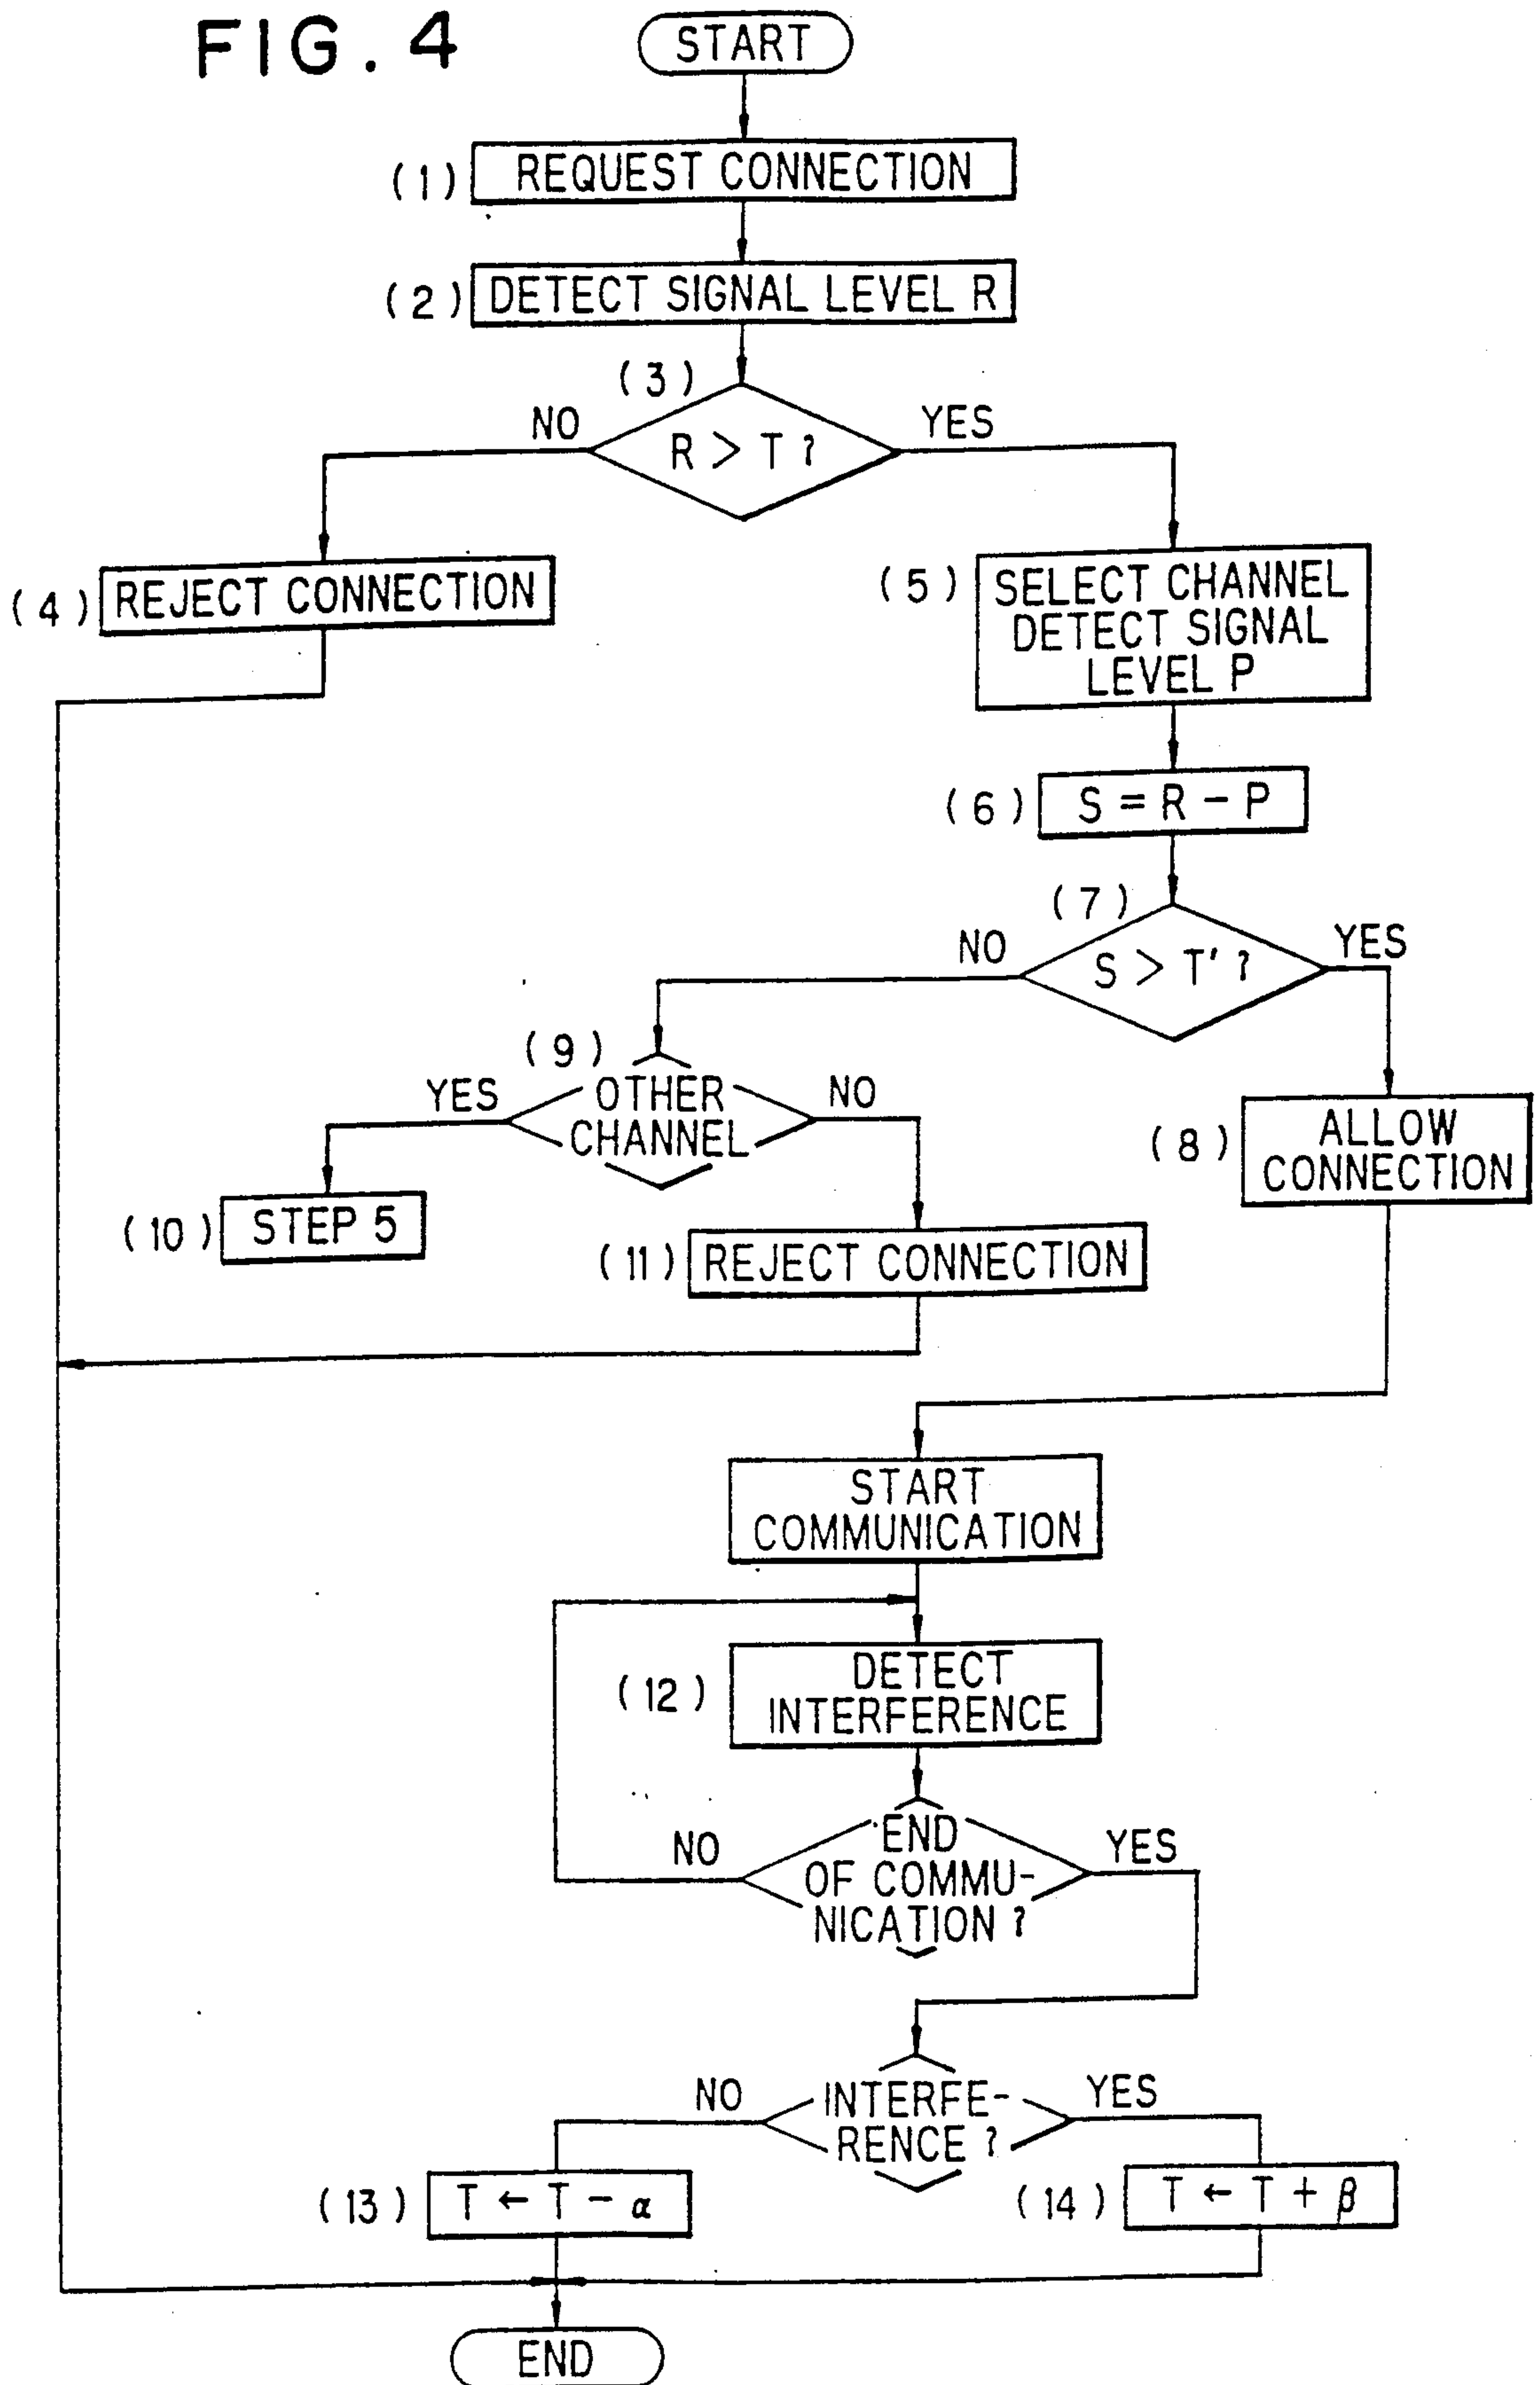 FIG. 4
START
(1) REQUEST CONNECTION
(2) DETECT SIGNAL LEVEL R
(3)
NO
R > T ?
YES
(4) REJECT CONNECTION
(5) SELECT CHANNEL
DETECT SIGNAL
LEVEL P
(6) S = R - P
(7)
NO
S > T' ?
YES
(9)
YES
OTHER
CHANNEL
NO
(8) ALLOW
CONNECTION
(10) STEP 5
(11) REJECT CONNECTION
START
COMMUNICATION
(12) DETECT
INTERFERENCE
NO
END
OF COMMU-
NICATION ?
YES
NO
INTERFE-
RENCE ?
YES
(13) T ← T - α
(14) T ← T + β
END